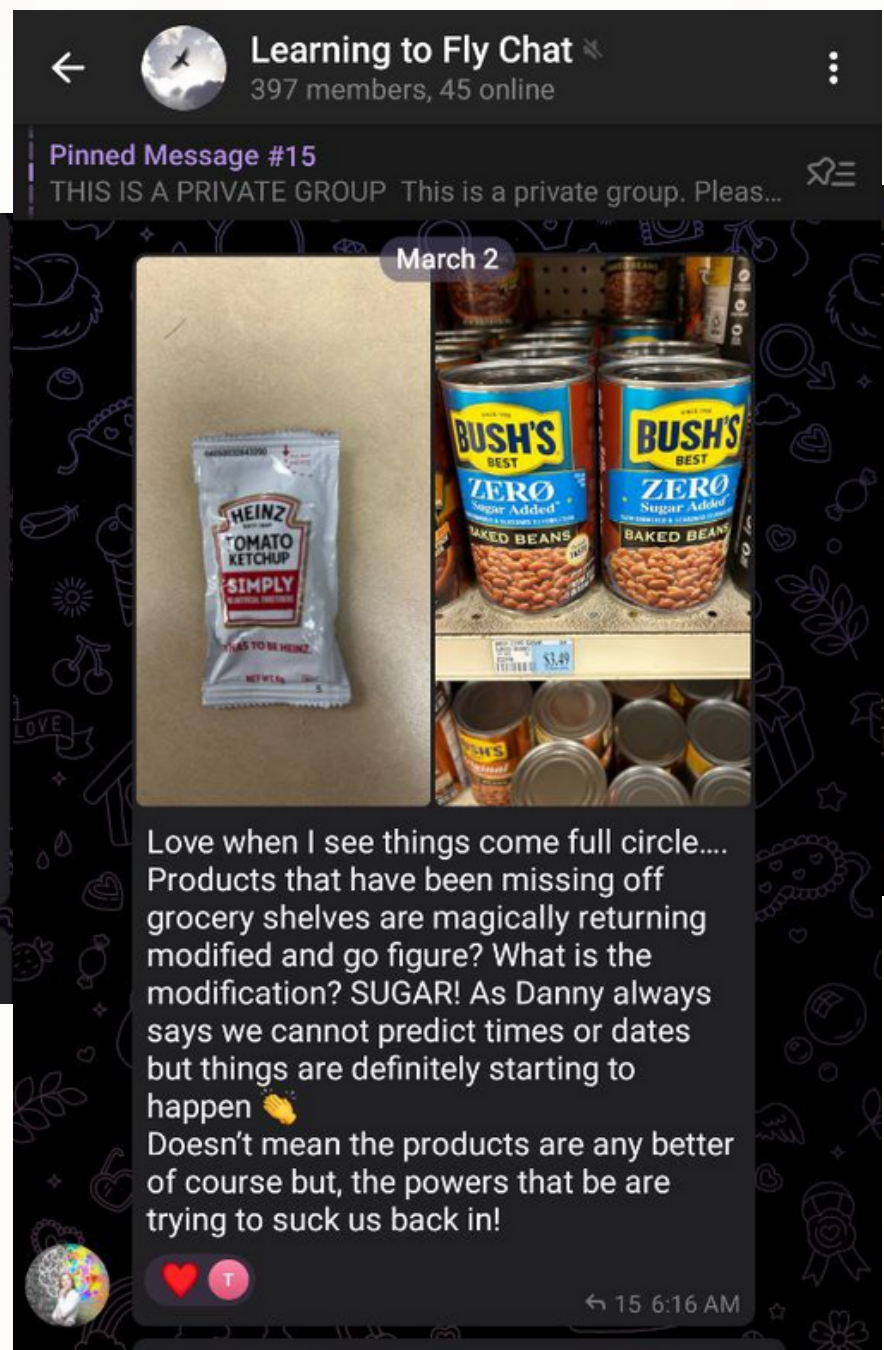 Learning to Fly Chat
397 members, 45 online
Pinned Message #15
THIS IS A PRIVATE GROUP This is a private group. Pleas...
March 2
HEINZ
TOMATO
KETCHUP
SIMPLY
TO BE HEINZ.
NET WT.
5
BUSH'S
BEST
ZERØ
Sugar Added
BAKED BEANS
BUSH'S
BEST
ZERØ
Sugar Added
BAKED BEANS
$3.49
Love when I see things come full circle....
Products that have been missing off
grocery shelves are magically returning
modified and go figure? What is the
modification? SUGAR! As Danny always
says we cannot predict times or dates
but things are definitely starting to
happen 👏
Doesn't mean the products are any better
of course but, the powers that be are
trying to suck us back in!
T
15 6:16 AM
LOVE